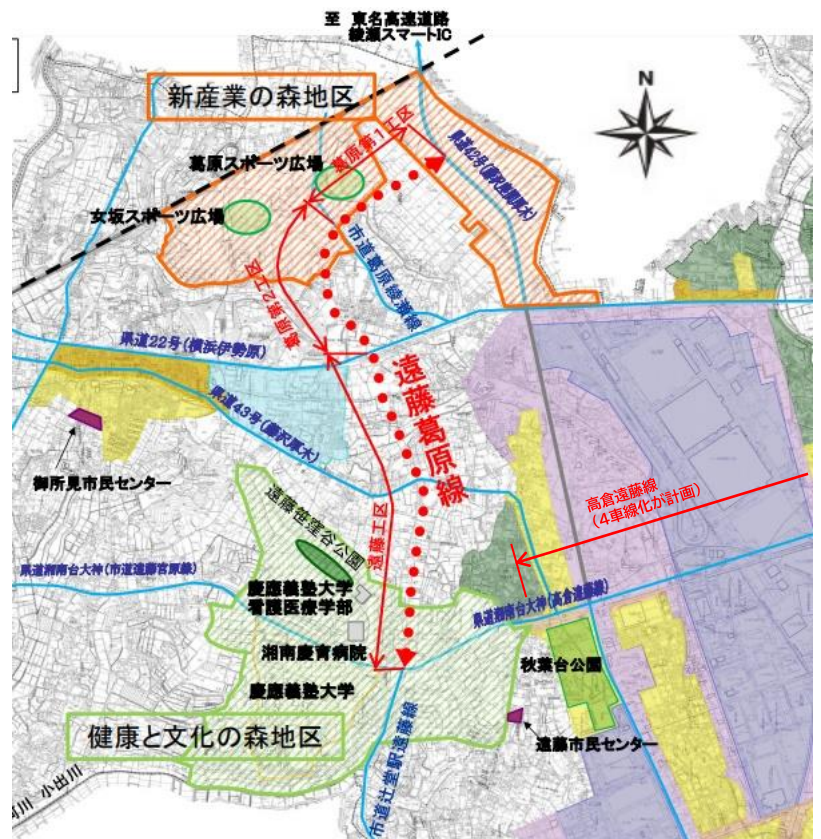 至 東名高速道路
綾瀬スマートIC
新産業の森地区
N
葛原第1工区
県道42号(藤沢座間厚木)
葛原スポーツ広場
女坂スポーツ広場
市道葛原綾瀬線
葛原第2工区
県道22号(横浜伊勢原)
遠藤葛原線
県道43号(藤沢厚木)
御所見市民センター
高倉遠藤線
(4車線化が計画)
遠藤笹窪谷公園
遠藤工区
県道湘南台大神(市道遠藤宮原線)
慶應義塾大学
看護医療学部
県道湘南台大神(高倉遠藤線)
湘南慶育病院
秋葉台公園
慶應義塾大学
健康と文化の森地区
遠藤市民センター
市道辻堂駅遠藤線
小出川